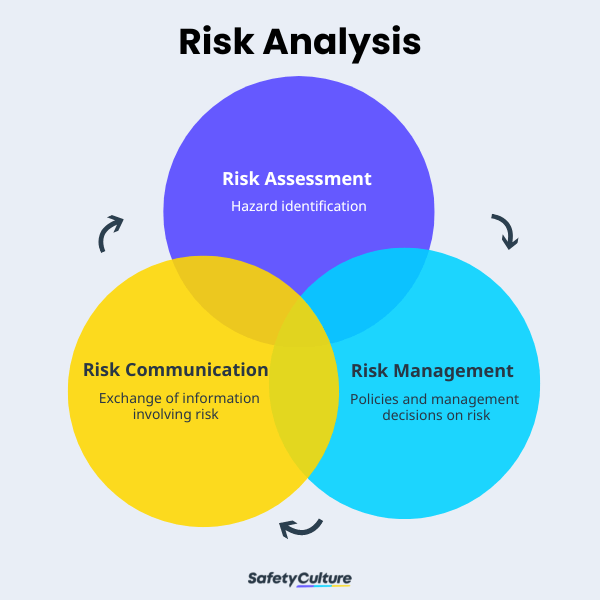 Risk Analysis
Risk Assessment
Hazard identification
Risk Communication
Exchange of information
involving risk
Risk Management
Policies and management
decisions on risk
SafetyCulture